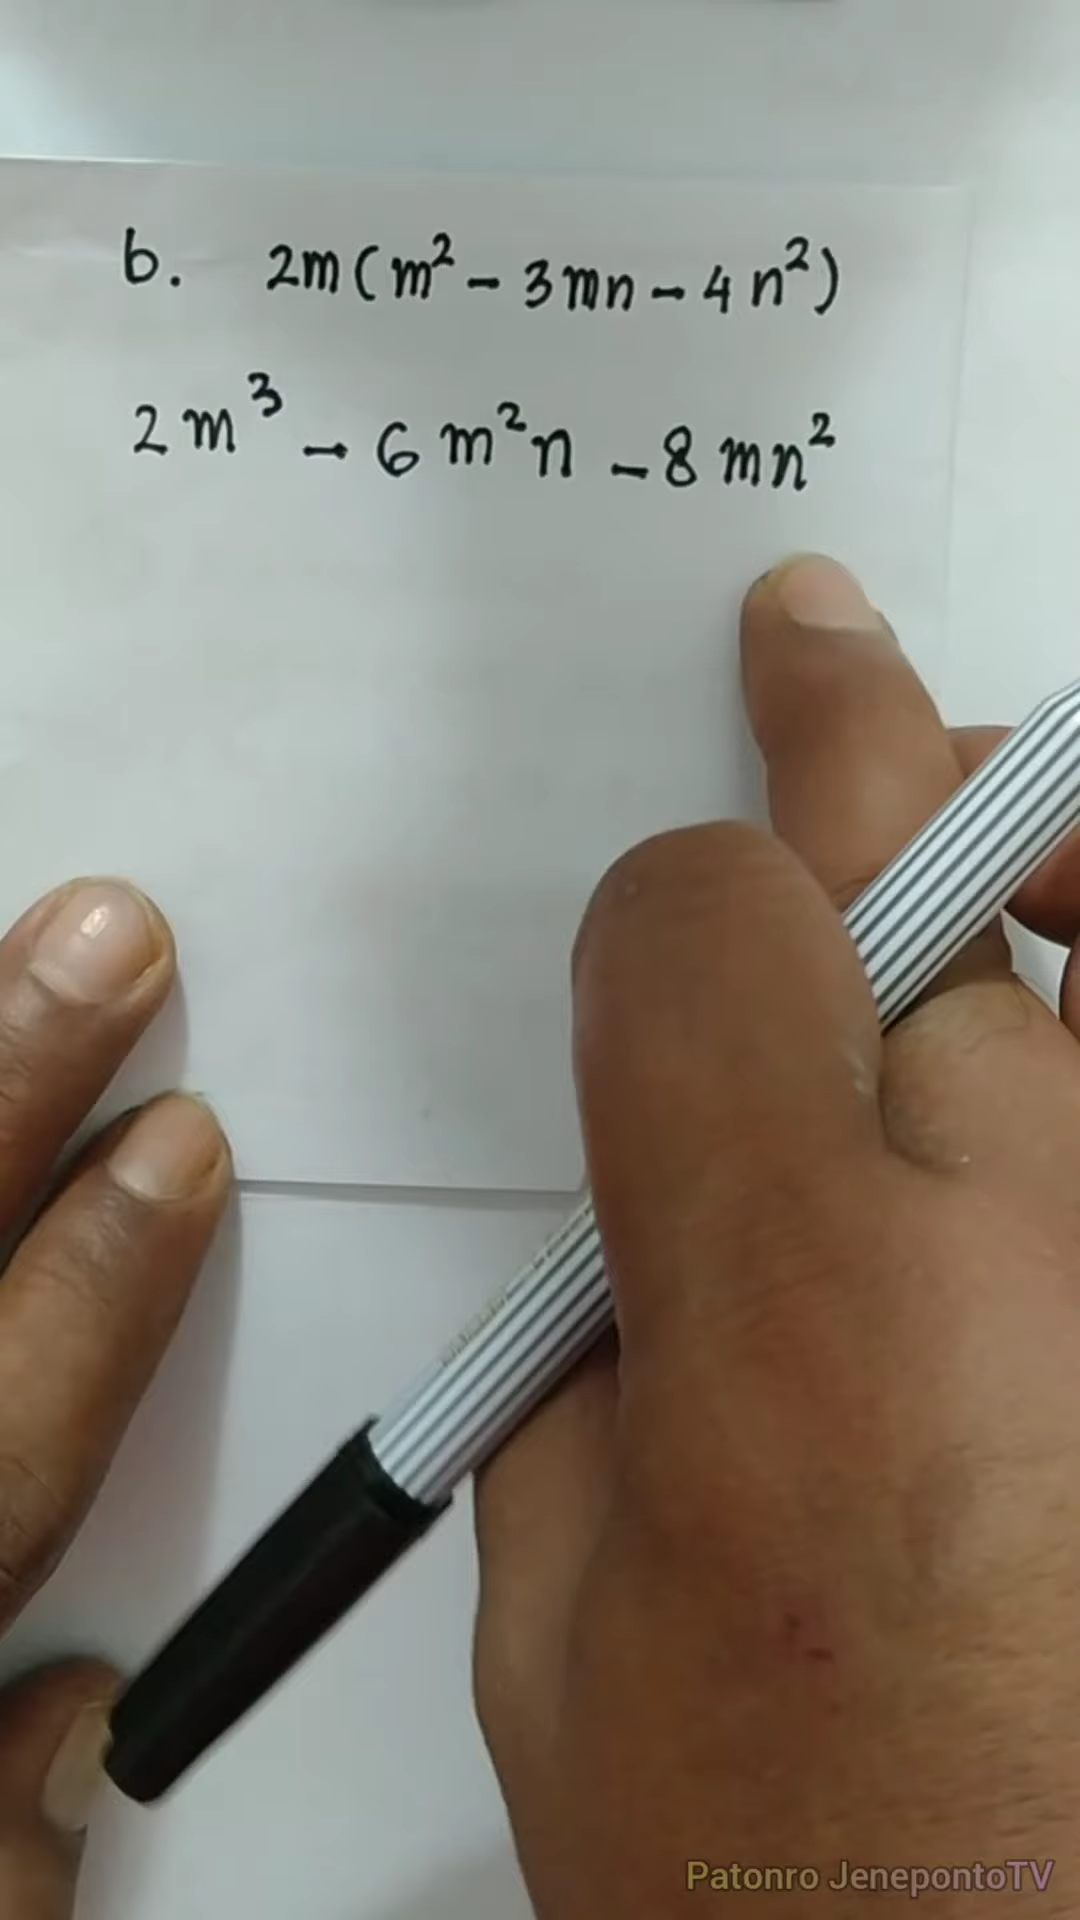 b. 2m(m² - 3mn - 4n²)
2m³ - 6m²n - 8mn²
Patonro JenepontoTV